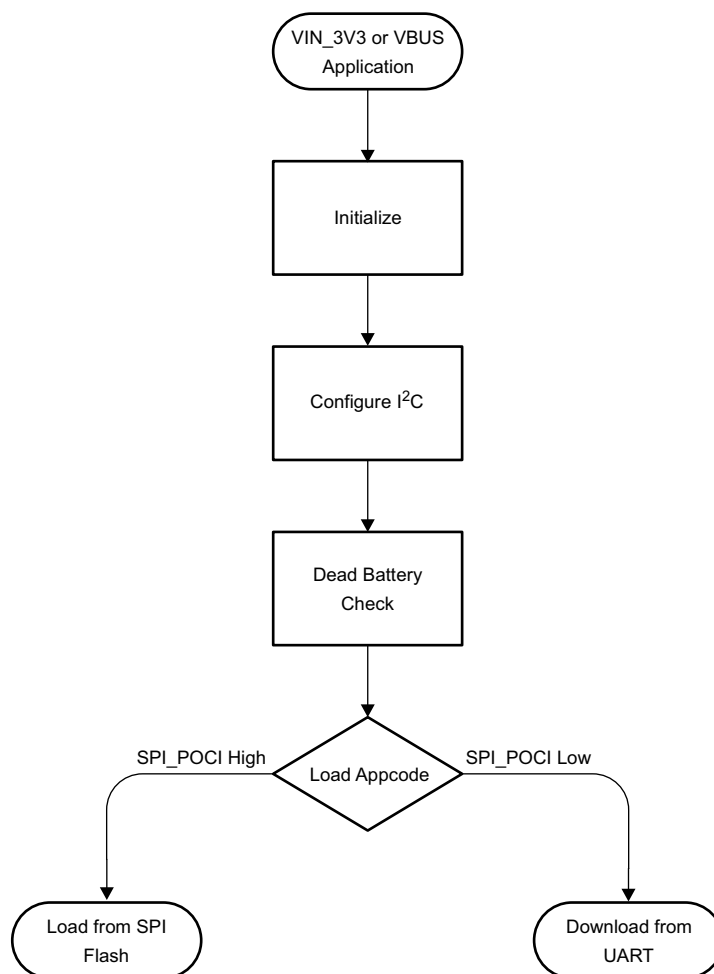 VIN_3V3 or VBUS
Application
Initialize
Configure I²C
Dead Battery
Check
SPI_POCI High
Load Appcode
SPI_POCI Low
Load from SPI
Flash
Download from
UART